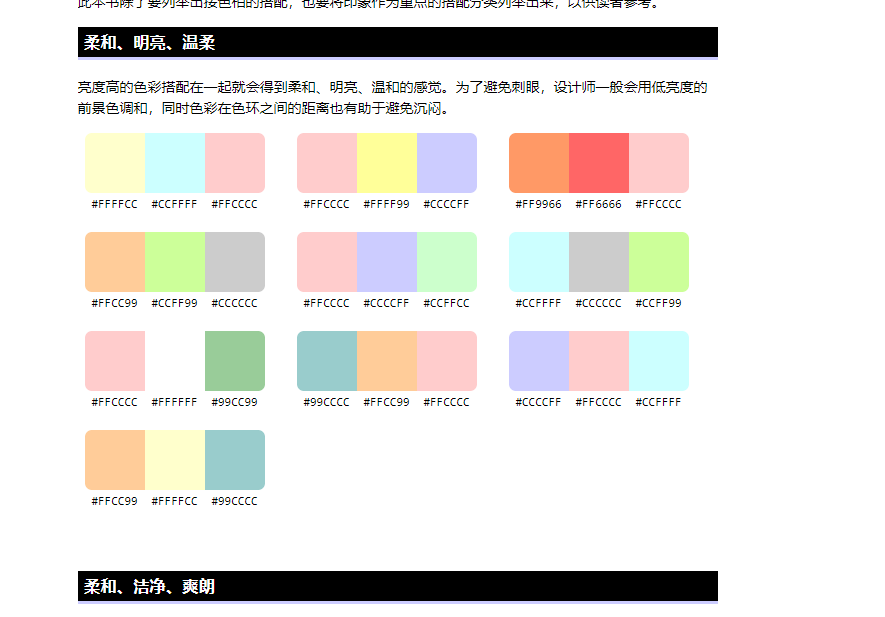 此本书除了要列举出按色相的搭配，也要将印象作为重点的搭配分类列举出来，以供读者参考。
柔和、明亮、温柔
亮度高的色彩搭配在一起就会得到柔和、明亮、温和的感觉。为了避免刺眼，设计师一般会用低亮度的
前景色调和，同时色彩在色环之间的距离也有助于避免沉闷。
#FFFFCC #CCFFFF #FFCCCC #FFCCCC #FFFF99 #CCCCFF #FF9966 #FF6666 #FFCCCC
#FFCC99 #CCFF99 #CCCCCC #FFCCCC #CCCCFF #CCFFCC #CCFFFF #CCCCCC #CCFF99
#FFCCCC #FFFFFF #99CC99 #99CCCC #FFCC99 #FFCCCC #CCCCFF #FFCCCC #CCFFFF
#FFCC99 #FFFFCC #99CCCC
柔和、洁净、爽朗